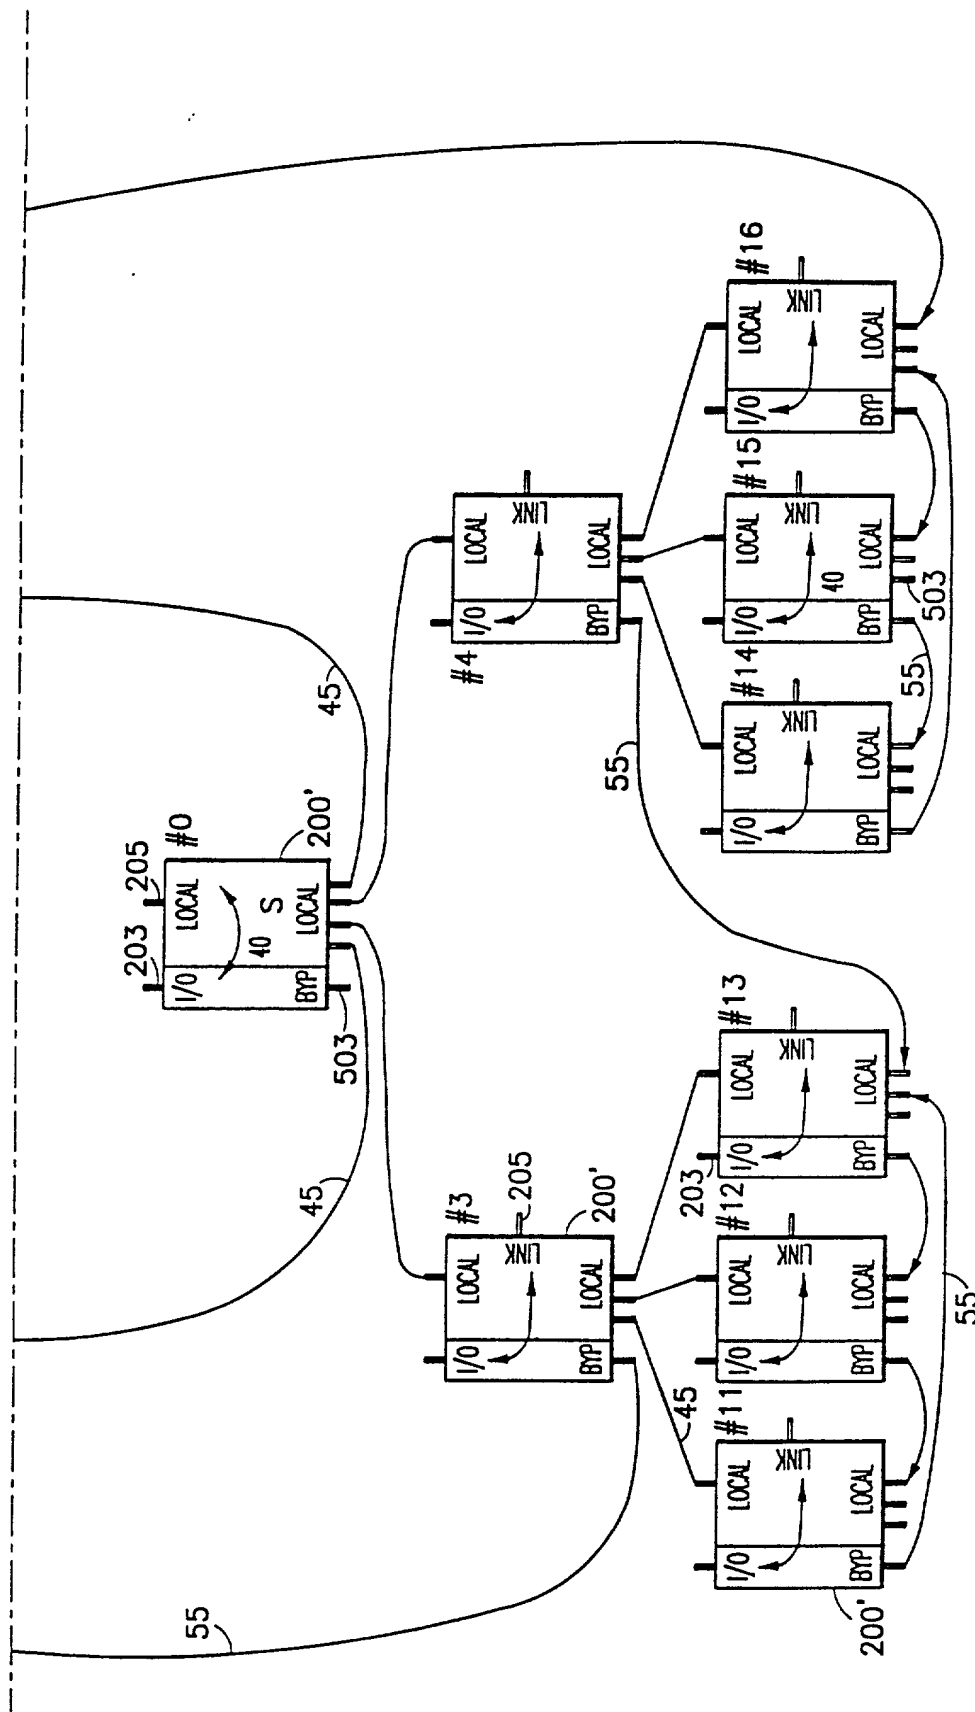 203
205
I/O
LOCAL
#0
40
S
200'
BYP
LOCAL
503
45
45
55
#3
I/O
LOCAL
LINK
205
BYP
LOCAL
200'
#4
I/O
LOCAL
LINK
BYP
LOCAL
55
45
#11
I/O
LOCAL
LINK
BYP
LOCAL
200'
#12
I/O
LOCAL
LINK
BYP
LOCAL
203
#13
I/O
LOCAL
LINK
BYP
LOCAL
55
#14
I/O
LOCAL
LINK
BYP
LOCAL
55
#15
I/O
LOCAL
LINK
40
BYP
LOCAL
503
#16
I/O
LOCAL
LINK
BYP
LOCAL